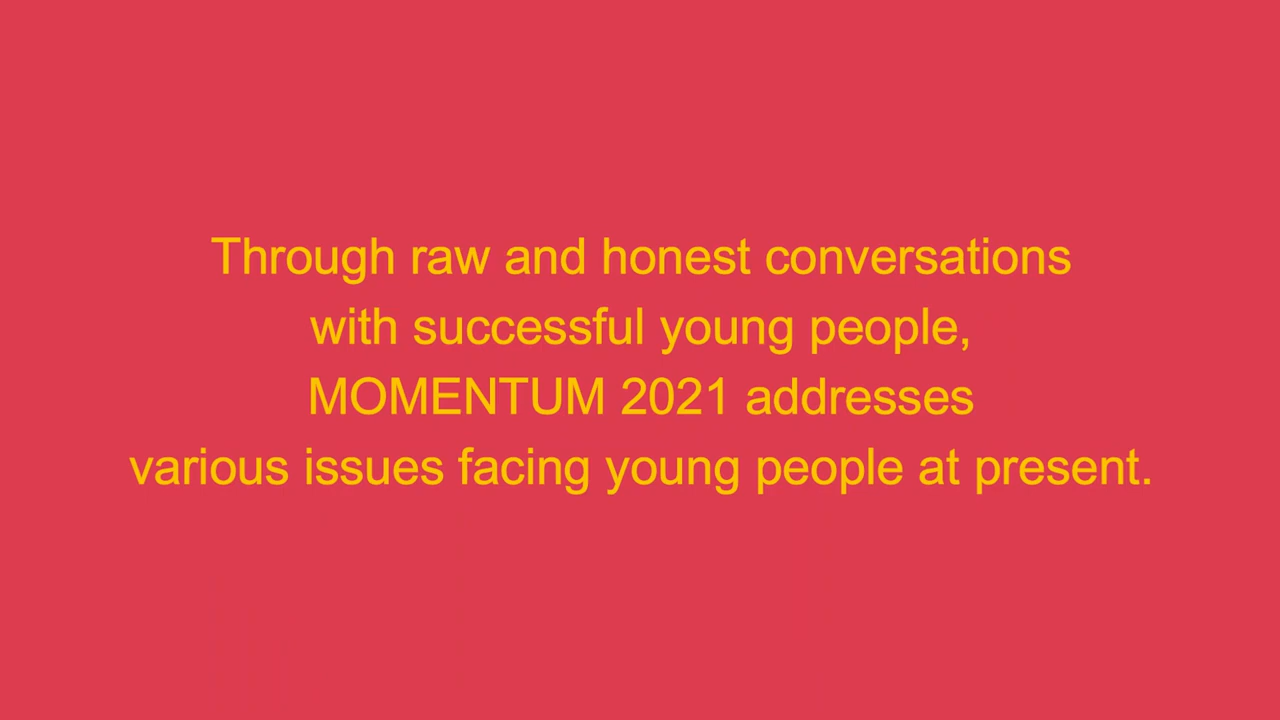 Through raw and honest conversations
with successful young people,
MOMENTUM 2021 addresses
various issues facing young people at present.